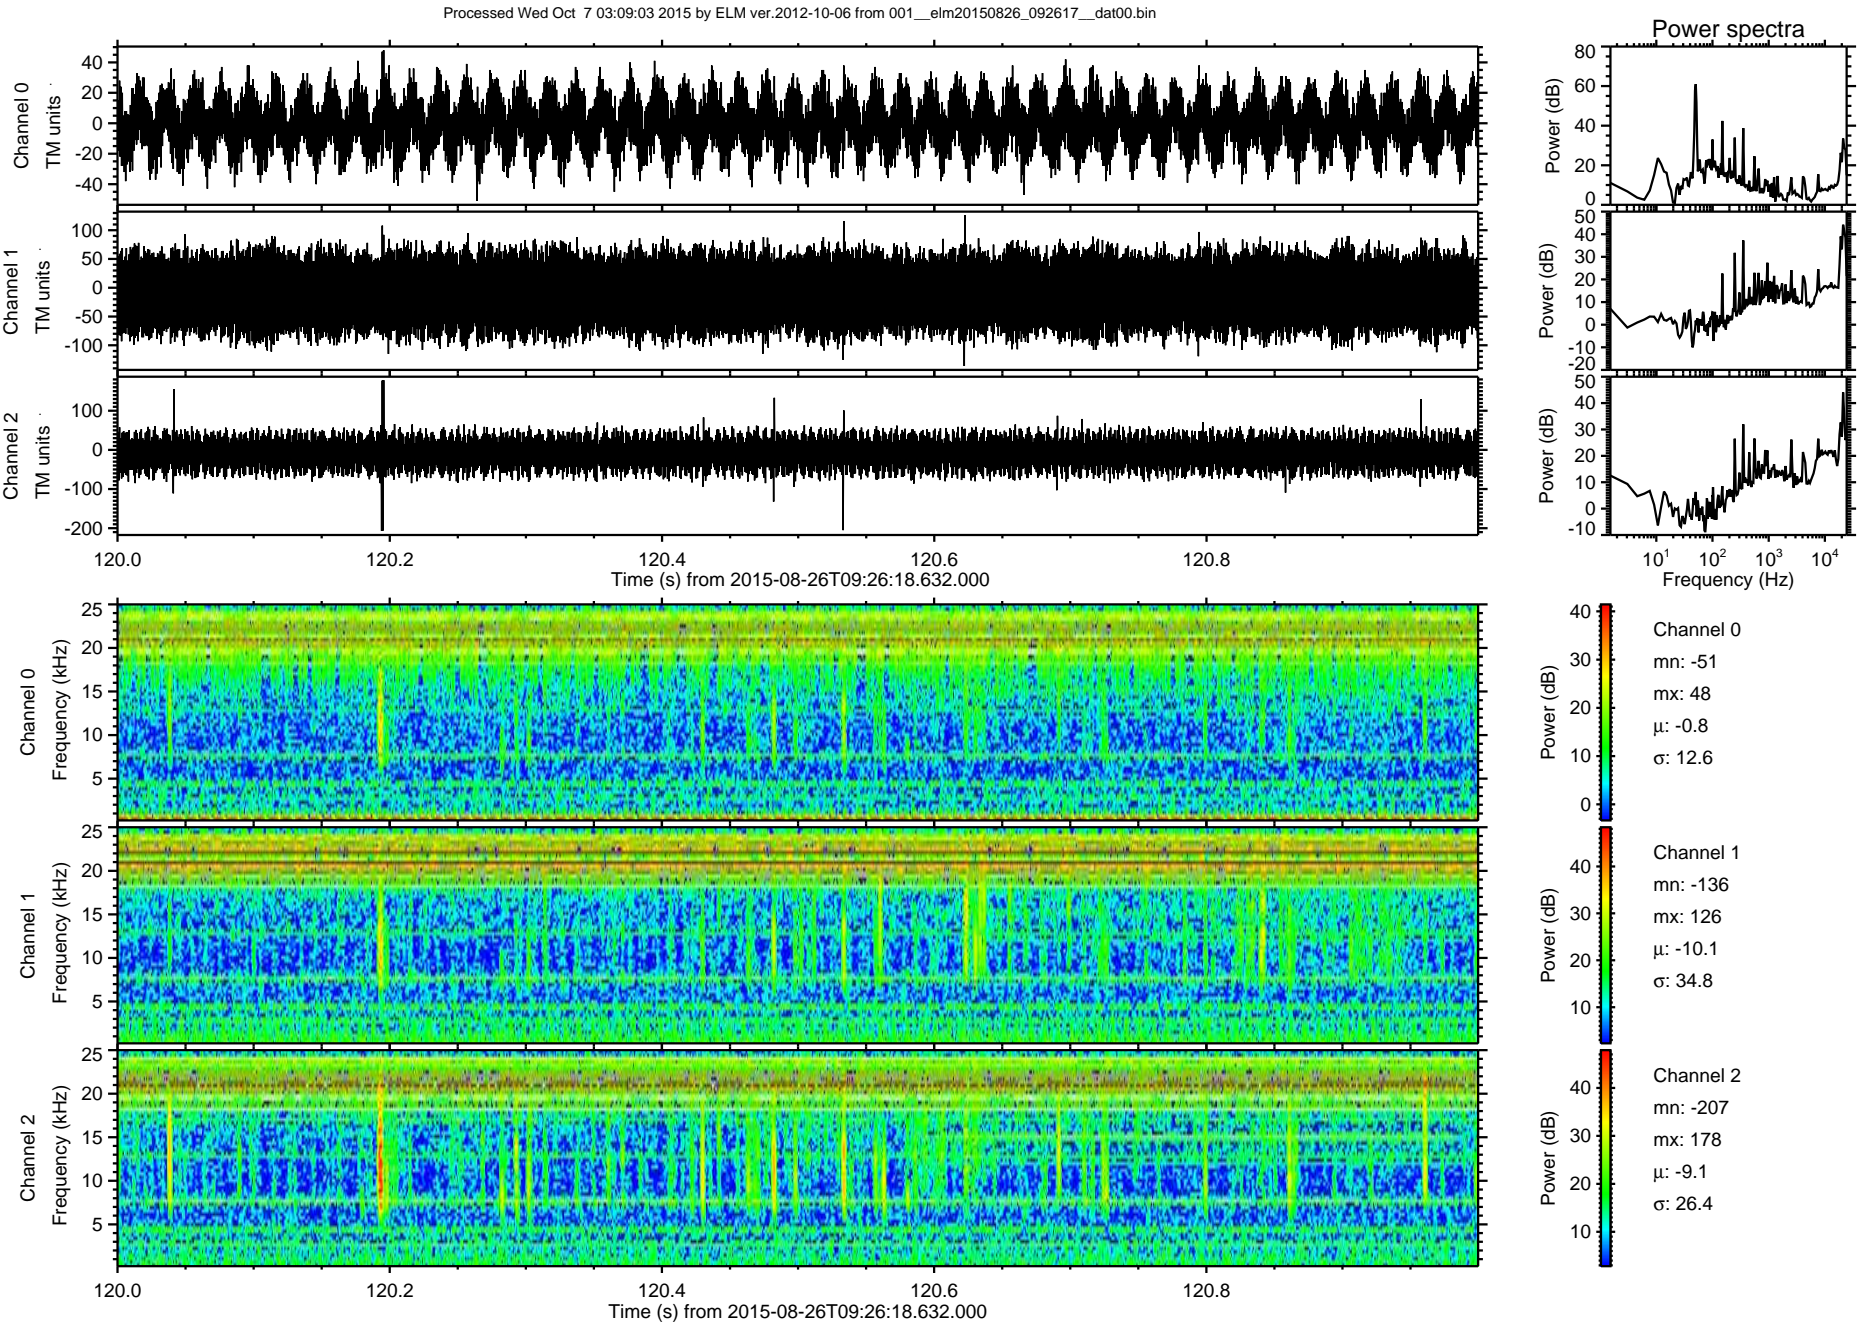 Processed Wed Oct 7 03:09:03 2015 by ELM ver.2012-10-06 from 001__elm20150826_092617__dat00.bin
Power spectra
Channel 0
TM units
40
20
0
-20
-40
Power (dB)
80
60
40
20
0
Channel 1
TM units
100
50
0
-50
-100
Power (dB)
50
40
30
20
10
0
-10
-20
Channel 2
TM units
100
0
-100
-200
Power (dB)
50
40
30
20
10
0
-10
120.0 120.2 120.4 120.6 120.8
Time (s) from 2015-08-26T09:26:18.632.000
10¹ 10² 10³ 10⁴
Frequency (Hz)
Channel 0
Frequency (kHz)
25
20
15
10
5
Power (dB)
40
30
20
10
0
Channel 0
mn: -51
mx: 48
μ: -0.8
σ: 12.6
Channel 1
Frequency (kHz)
25
20
15
10
5
Power (dB)
40
30
20
10
Channel 1
mn: -136
mx: 126
μ: -10.1
σ: 34.8
Channel 2
Frequency (kHz)
25
20
15
10
5
Power (dB)
40
30
20
10
Channel 2
mn: -207
mx: 178
μ: -9.1
σ: 26.4
120.0 120.2 120.4 120.6 120.8
Time (s) from 2015-08-26T09:26:18.632.000